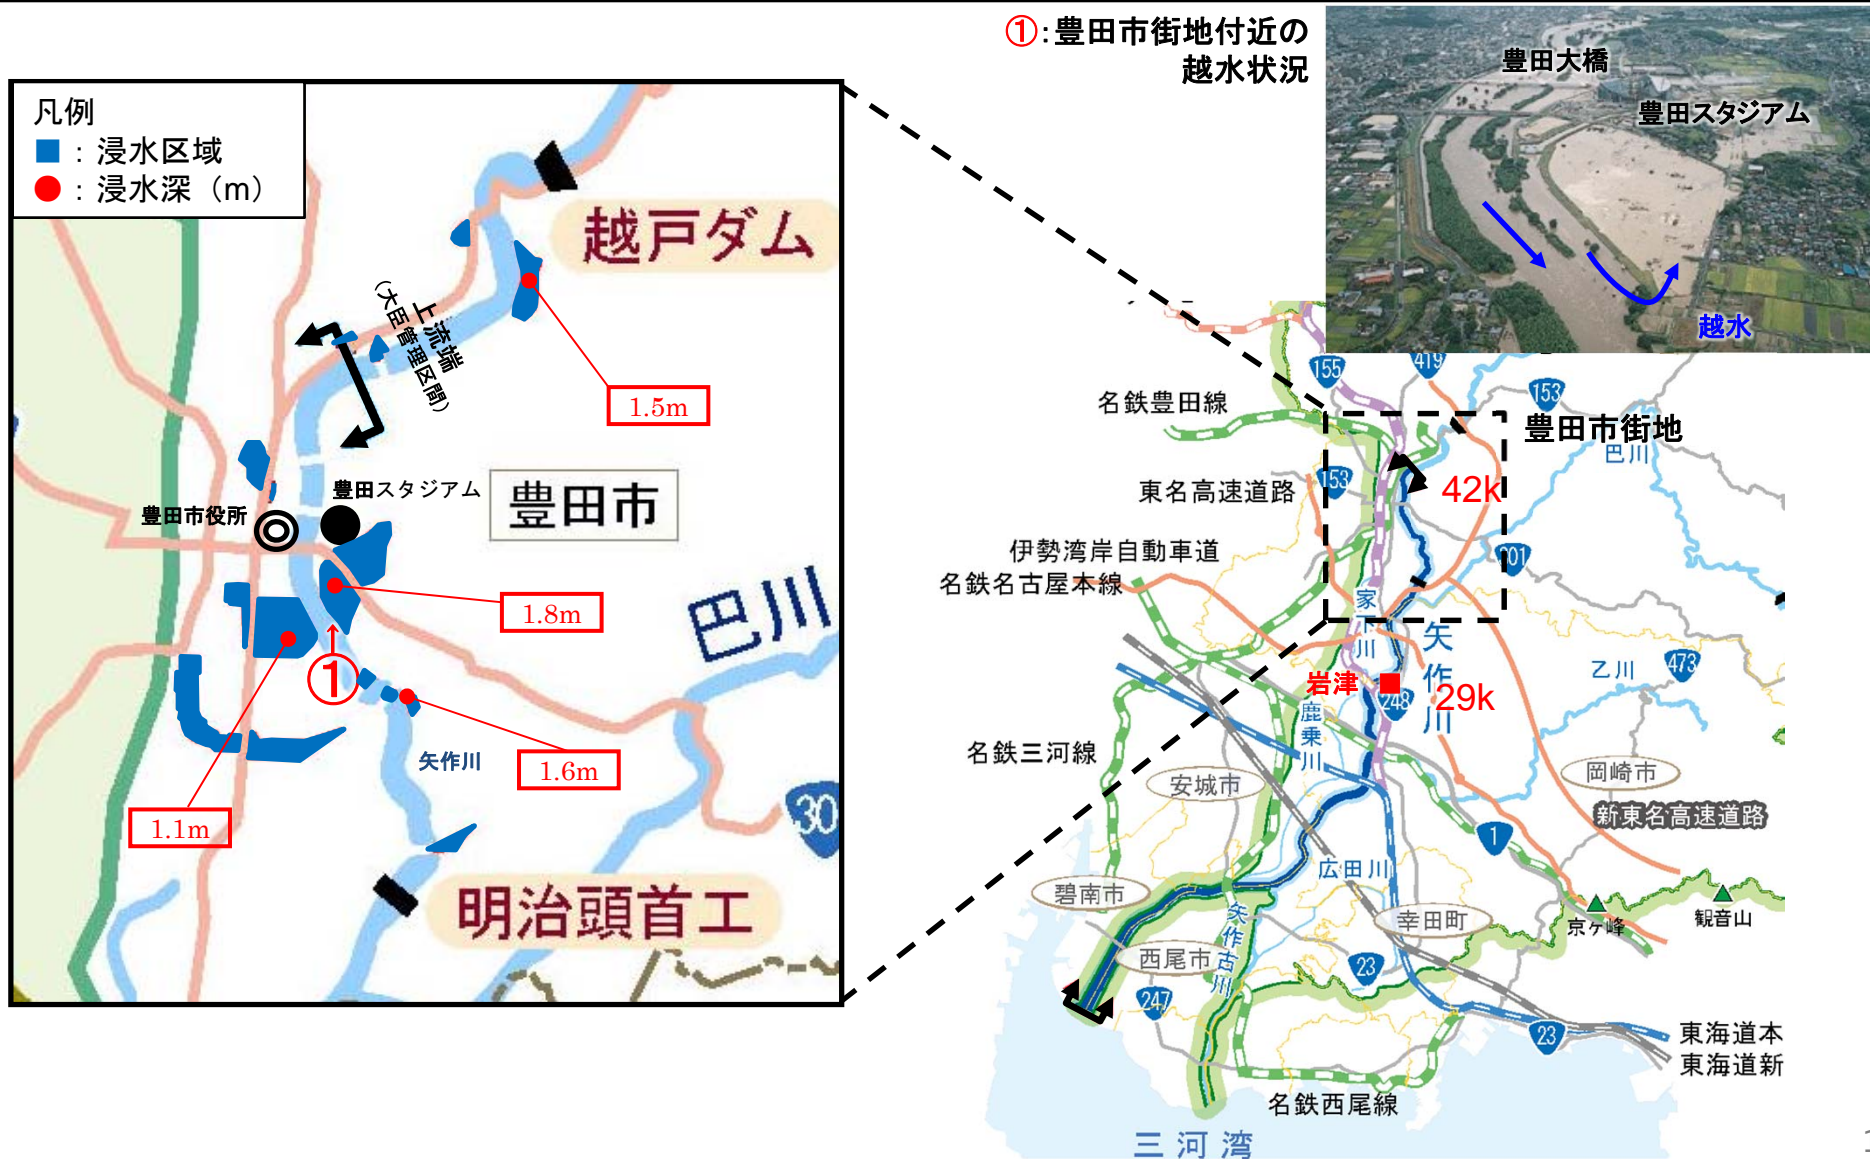 ①:豊田市街地付近の
越水状況
豊田大橋
豊田スタジアム
越水
凡例
：浸水区域
：浸水深（m）
越戸ダム
上流端
（大臣管理区間）
1.5m
豊田スタジアム
豊田市
豊田市役所
1.8m
巴川
①
矢作川
1.6m
1.1m
30
明治頭首工
155
419
153
名鉄豊田線
豊田市街地
巴川
153
42k
東名高速道路
伊勢湾岸自動車道
名鉄名古屋本線
家下川
矢作川
乙川
473
岩津
248
29k
鹿乗川
名鉄三河線
安城市
岡崎市
新東名高速道路
1
広田川
碧南市
矢作古川
幸田町
京ヶ峰
観音山
西尾市
23
247
23
東海道本
東海道新
名鉄西尾線
三河湾